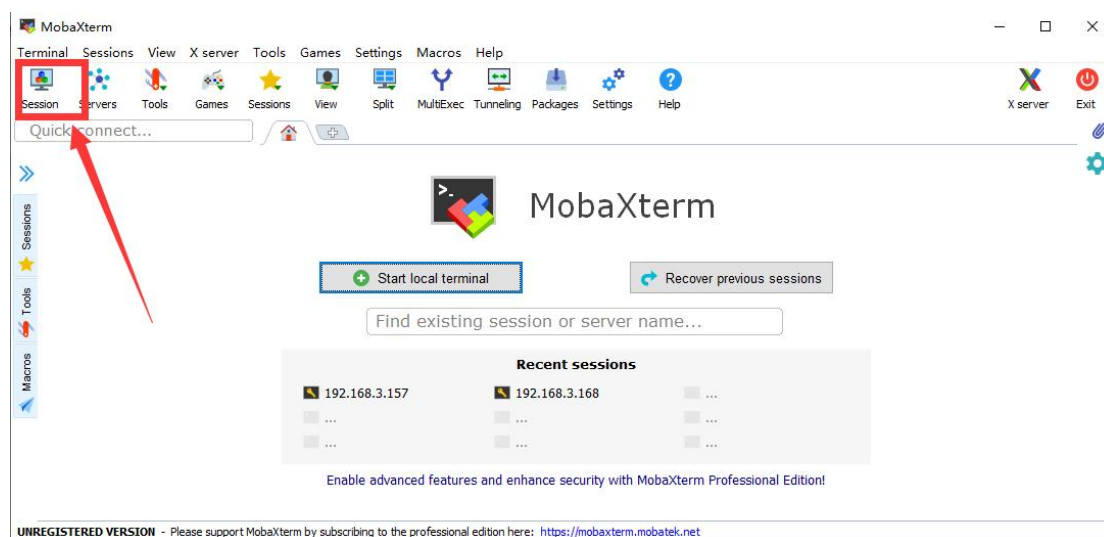 MobaXterm
Terminal Sessions View X server Tools Games Settings Macros Help
Session Servers Tools Games Sessions View Split MultiExec Tunneling Packages Settings Help X server Exit
Quick connect...
Sessions
Tools
Macros
>_ MobaXterm
Start local terminal Recover previous sessions
Find existing session or server name...
Recent sessions
192.168.3.157 192.168.3.168 ...
... ... ...
... ... ...
Enable advanced features and enhance security with MobaXterm Professional Edition!
UNREGISTERED VERSION - Please support MobaXterm by subscribing to the professional edition here: https://mobaxterm.mobatek.net